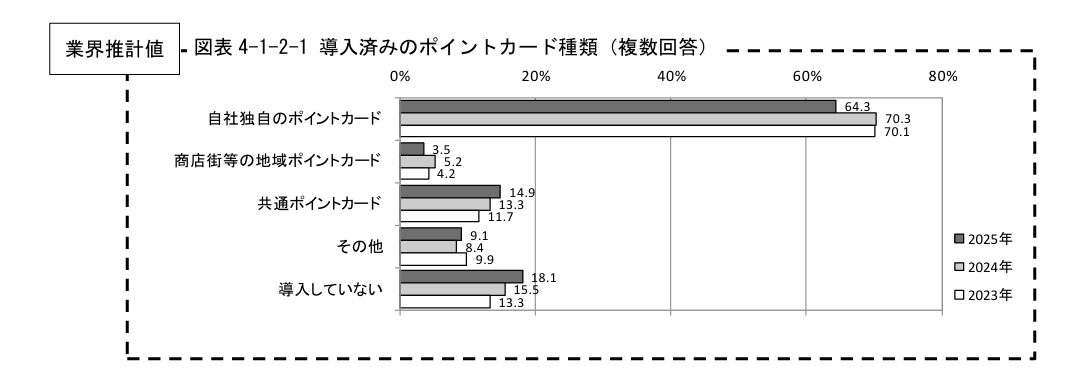 業界推計値
図表 4-1-2-1 導入済みのポイントカード種類（複数回答）
0% 20% 40% 60% 80%
自社独自のポイントカード 64.3
70.3
70.1
商店街等の地域ポイントカード 3.5
5.2
4.2
共通ポイントカード 14.9
13.3
11.7
その他 9.1
8.4
9.9
導入していない 18.1
15.5
13.3
2025年
2024年
2023年